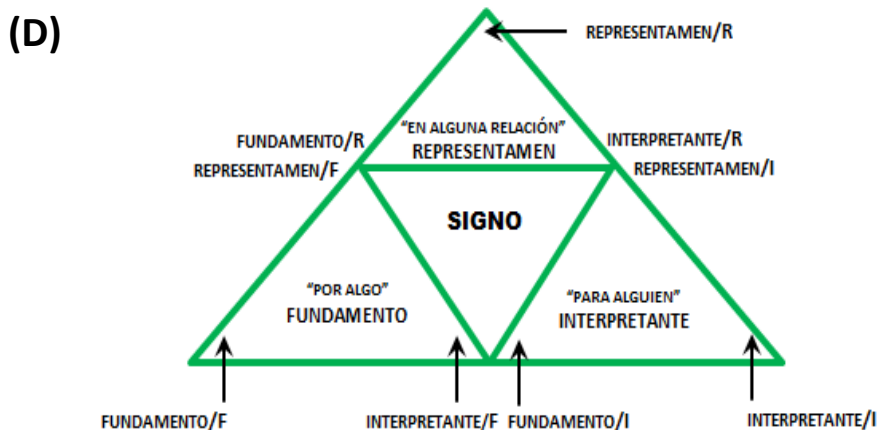 (D)
REPRESENTAMEN/R
"EN ALGUNA RELACIÓN"
REPRESENTAMEN
FUNDAMENTO/R
REPRESENTAMEN/F
INTERPRETANTE/R
REPRESENTAMEN/I
SIGNO
"POR ALGO"
FUNDAMENTO
"PARA ALGUIEN"
INTERPRETANTE
FUNDAMENTO/F
INTERPRETANTE/F
FUNDAMENTO/I
INTERPRETANTE/I